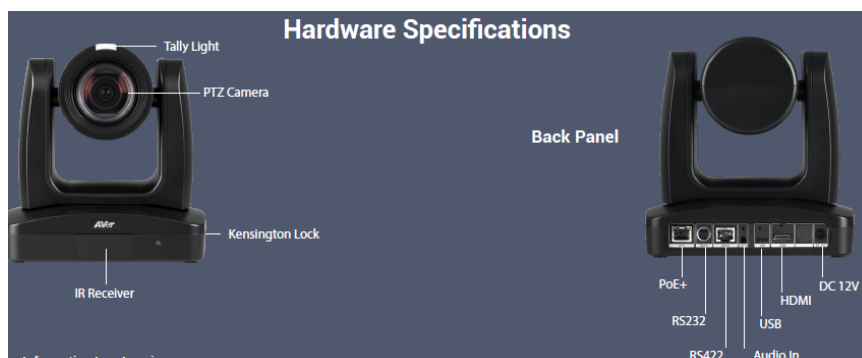 Hardware Specifications
Tally Light
PTZ Camera
Back Panel
AVer
Kensington Lock
IR Receiver
PoE+
DC 12V
HDMI
RS232
USB
RS422
Audio In